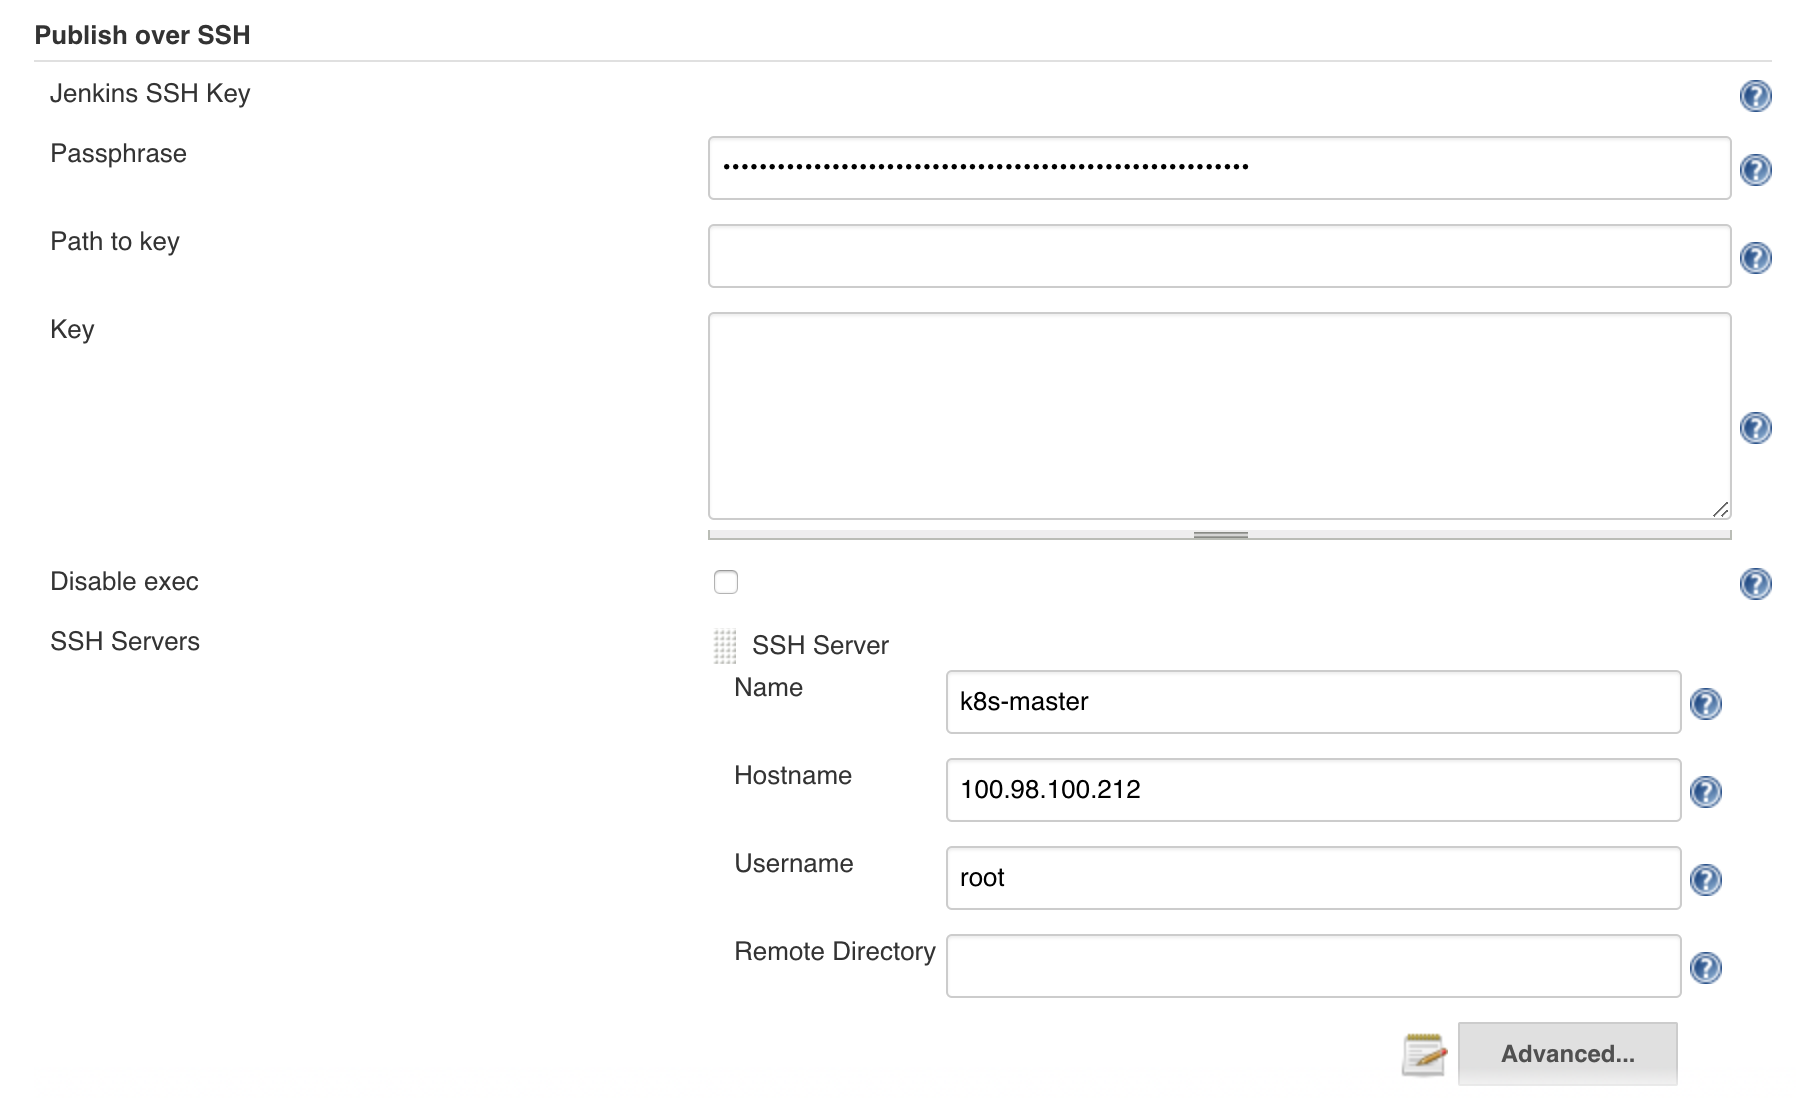 Publish over SSH
Jenkins SSH Key
Passphrase
Path to key
Key
Disable exec
SSH Servers
SSH Server
Name
k8s-master
Hostname
100.98.100.212
Username
root
Remote Directory
Advanced...